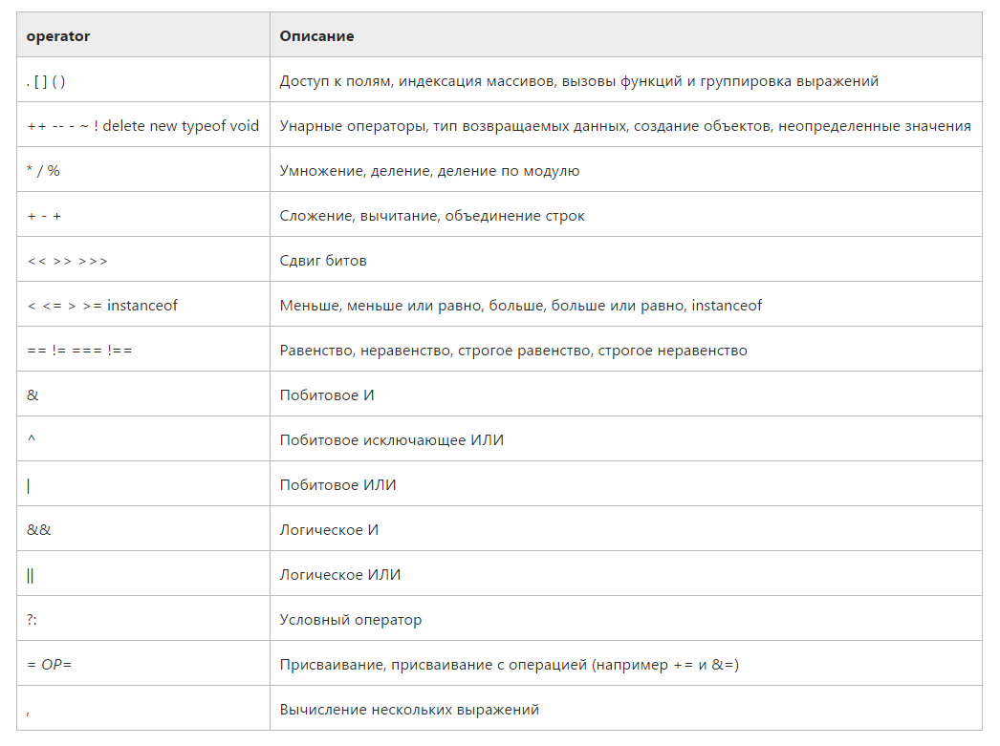 operator Описание
. [ ] ( ) Доступ к полям, индексация массивов, вызовы функций и группировка выражений
++ -- - ~ ! delete new typeof void Унарные операторы, тип возвращаемых данных, создание объектов, неопределенные значения
* / % Умножение, деление, деление по модулю
+ - + Сложение, вычитание, объединение строк
<< >> >>> Сдвиг битов
< <= > >= instanceof Меньше, меньше или равно, больше, больше или равно, instanceof
== != === !== Равенство, неравенство, строгое равенство, строгое неравенство
& Побитовое И
^ Побитовое исключающее ИЛИ
| Побитовое ИЛИ
&& Логическое И
|| Логическое ИЛИ
?: Условный оператор
= OP= Присваивание, присваивание с операцией (например += и &=)
, Вычисление нескольких выражений